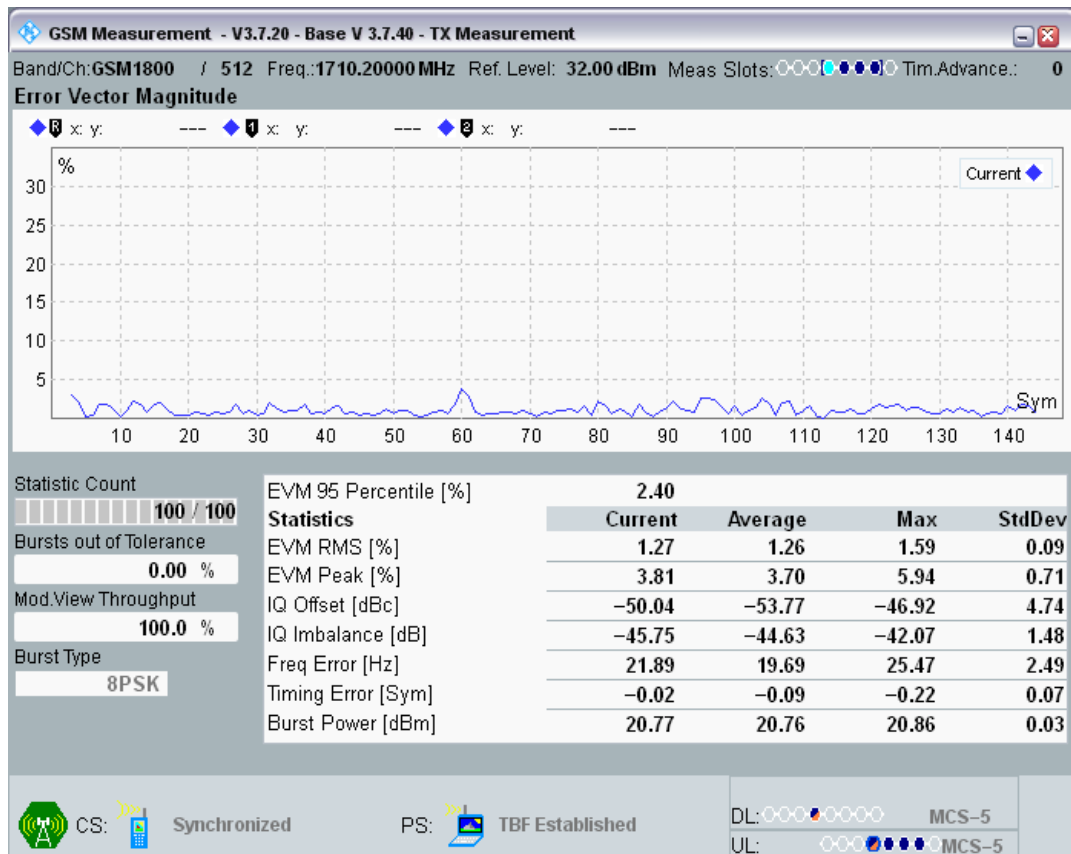 GSM Measurement - V3.7.20 - Base V 3.7.40 - TX Measurement
Band/Ch:GSM1800 / 512 Freq.:1710.20000 MHz Ref. Level: 32.00 dBm Meas Slots: Tim.Advance.: 0
Error Vector Magnitude
R x: y: --- 1 x: y: --- 2 x: y: ---
%
Current
30
25
20
15
10
5
Sym
10 20 30 40 50 60 70 80 90 100 110 120 130 140
Statistic Count
100 / 100
Bursts out of Tolerance
0.00 %
Mod.View Throughput
100.0 %
Burst Type
8PSK
EVM 95 Percentile [%] 2.40
Statistics Current Average Max StdDev
EVM RMS [%] 1.27 1.26 1.59 0.09
EVM Peak [%] 3.81 3.70 5.94 0.71
IQ Offset [dBc] −50.04 −53.77 −46.92 4.74
IQ Imbalance [dB] −45.75 −44.63 −42.07 1.48
Freq Error [Hz] 21.89 19.69 25.47 2.49
Timing Error [Sym] −0.02 −0.09 −0.22 0.07
Burst Power [dBm] 20.77 20.76 20.86 0.03
CS: Synchronized PS: TBF Established
DL: MCS−5
UL: MCS−5